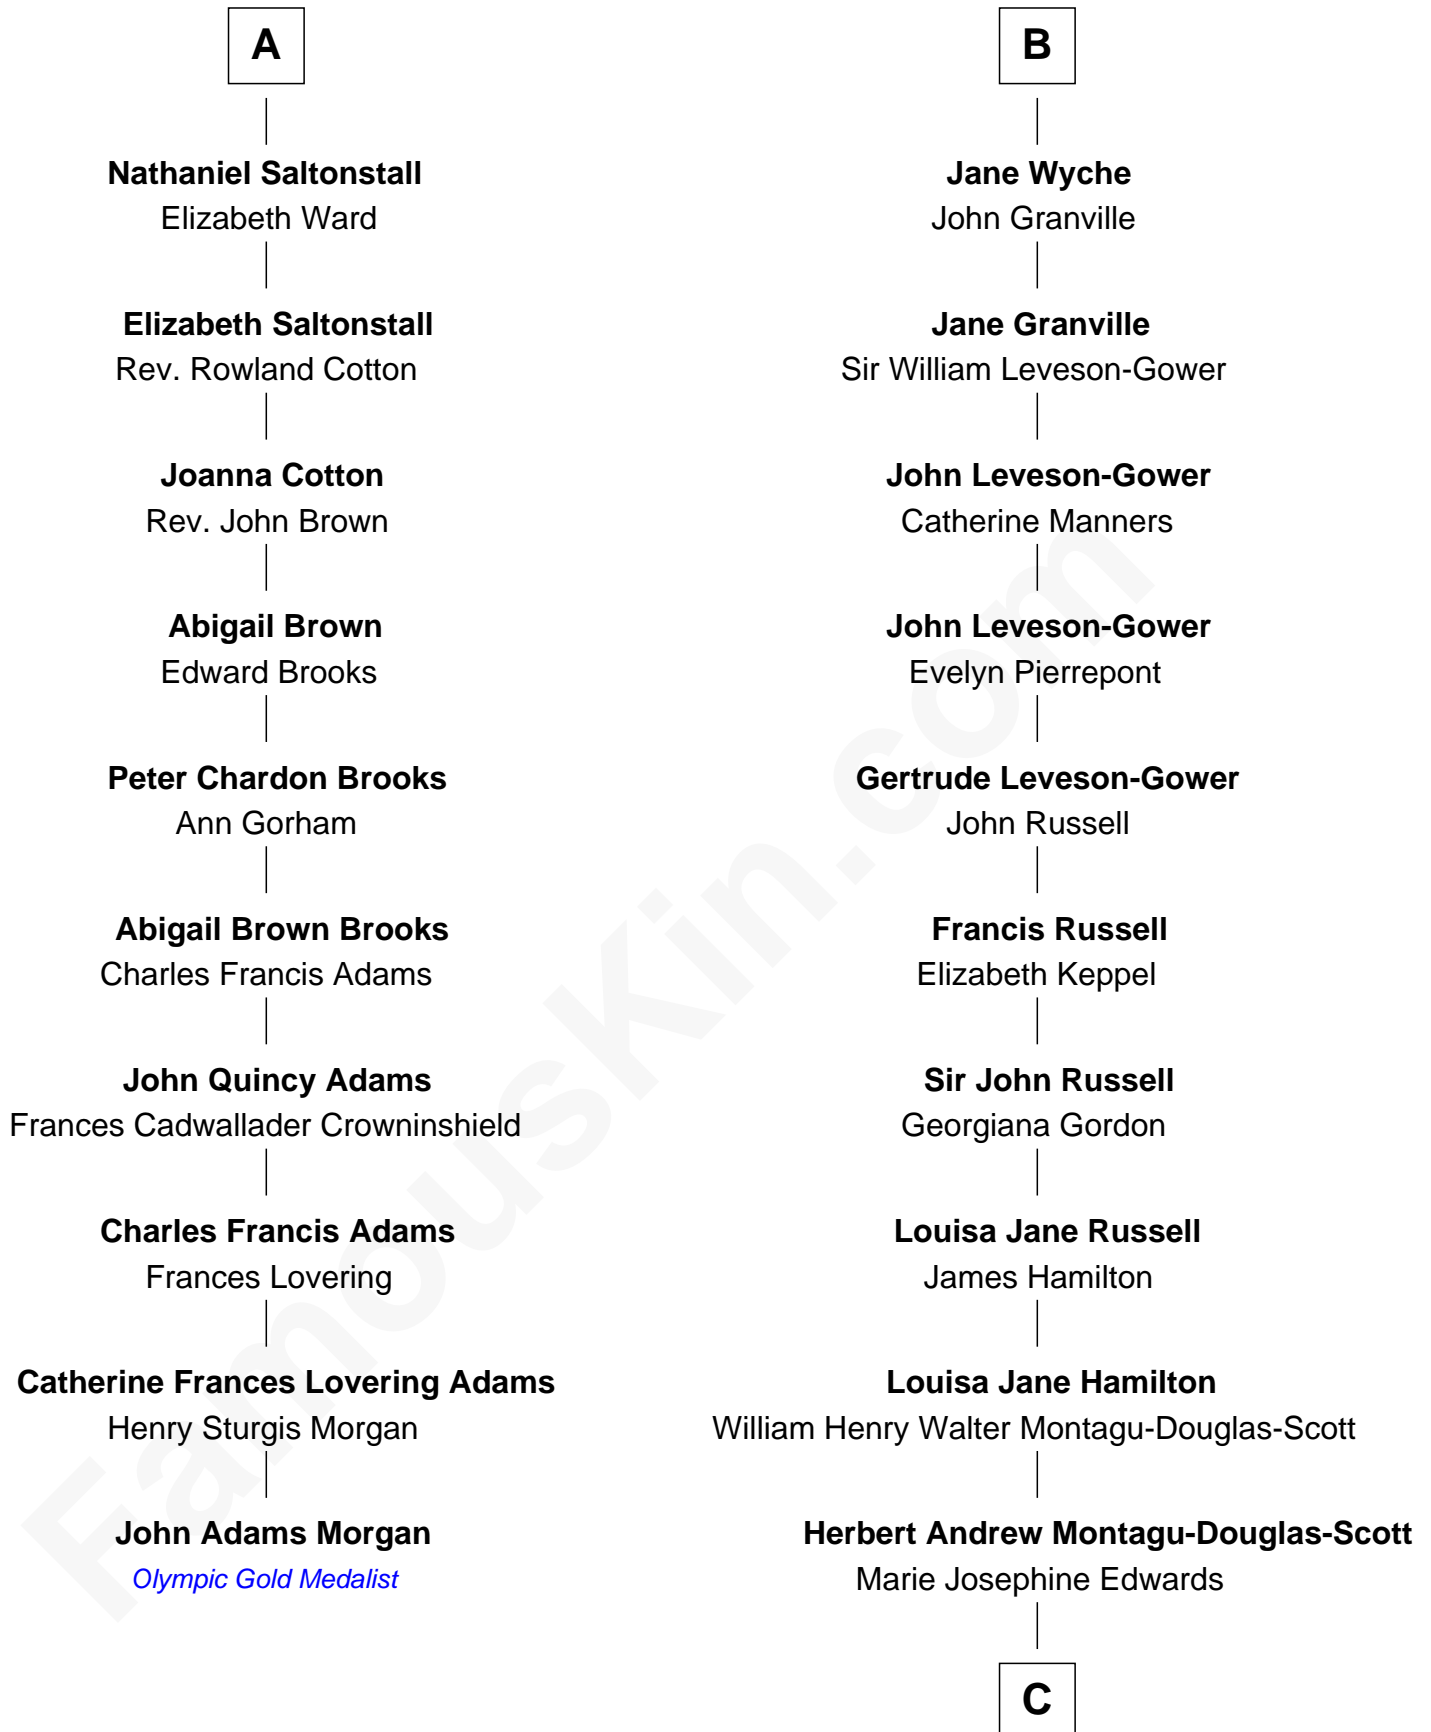 A
Nathaniel Saltonstall
Elizabeth Ward
Elizabeth Saltonstall
Rev. Rowland Cotton
Joanna Cotton
Rev. John Brown
Abigail Brown
Edward Brooks
Peter Chardon Brooks
Ann Gorham
Abigail Brown Brooks
Charles Francis Adams
John Quincy Adams
Frances Cadwallader Crowninshield
Charles Francis Adams
Frances Lovering
Catherine Frances Lovering Adams
Henry Sturgis Morgan
John Adams Morgan
Olympic Gold Medalist
B
Jane Wyche
John Granville
Jane Granville
Sir William Leveson-Gower
John Leveson-Gower
Catherine Manners
John Leveson-Gower
Evelyn Pierrepont
Gertrude Leveson-Gower
John Russell
Francis Russell
Elizabeth Keppel
Sir John Russell
Georgiana Gordon
Louisa Jane Russell
James Hamilton
Louisa Jane Hamilton
William Henry Walter Montagu-Douglas-Scott
Herbert Andrew Montagu-Douglas-Scott
Marie Josephine Edwards
C
FamousKin.com